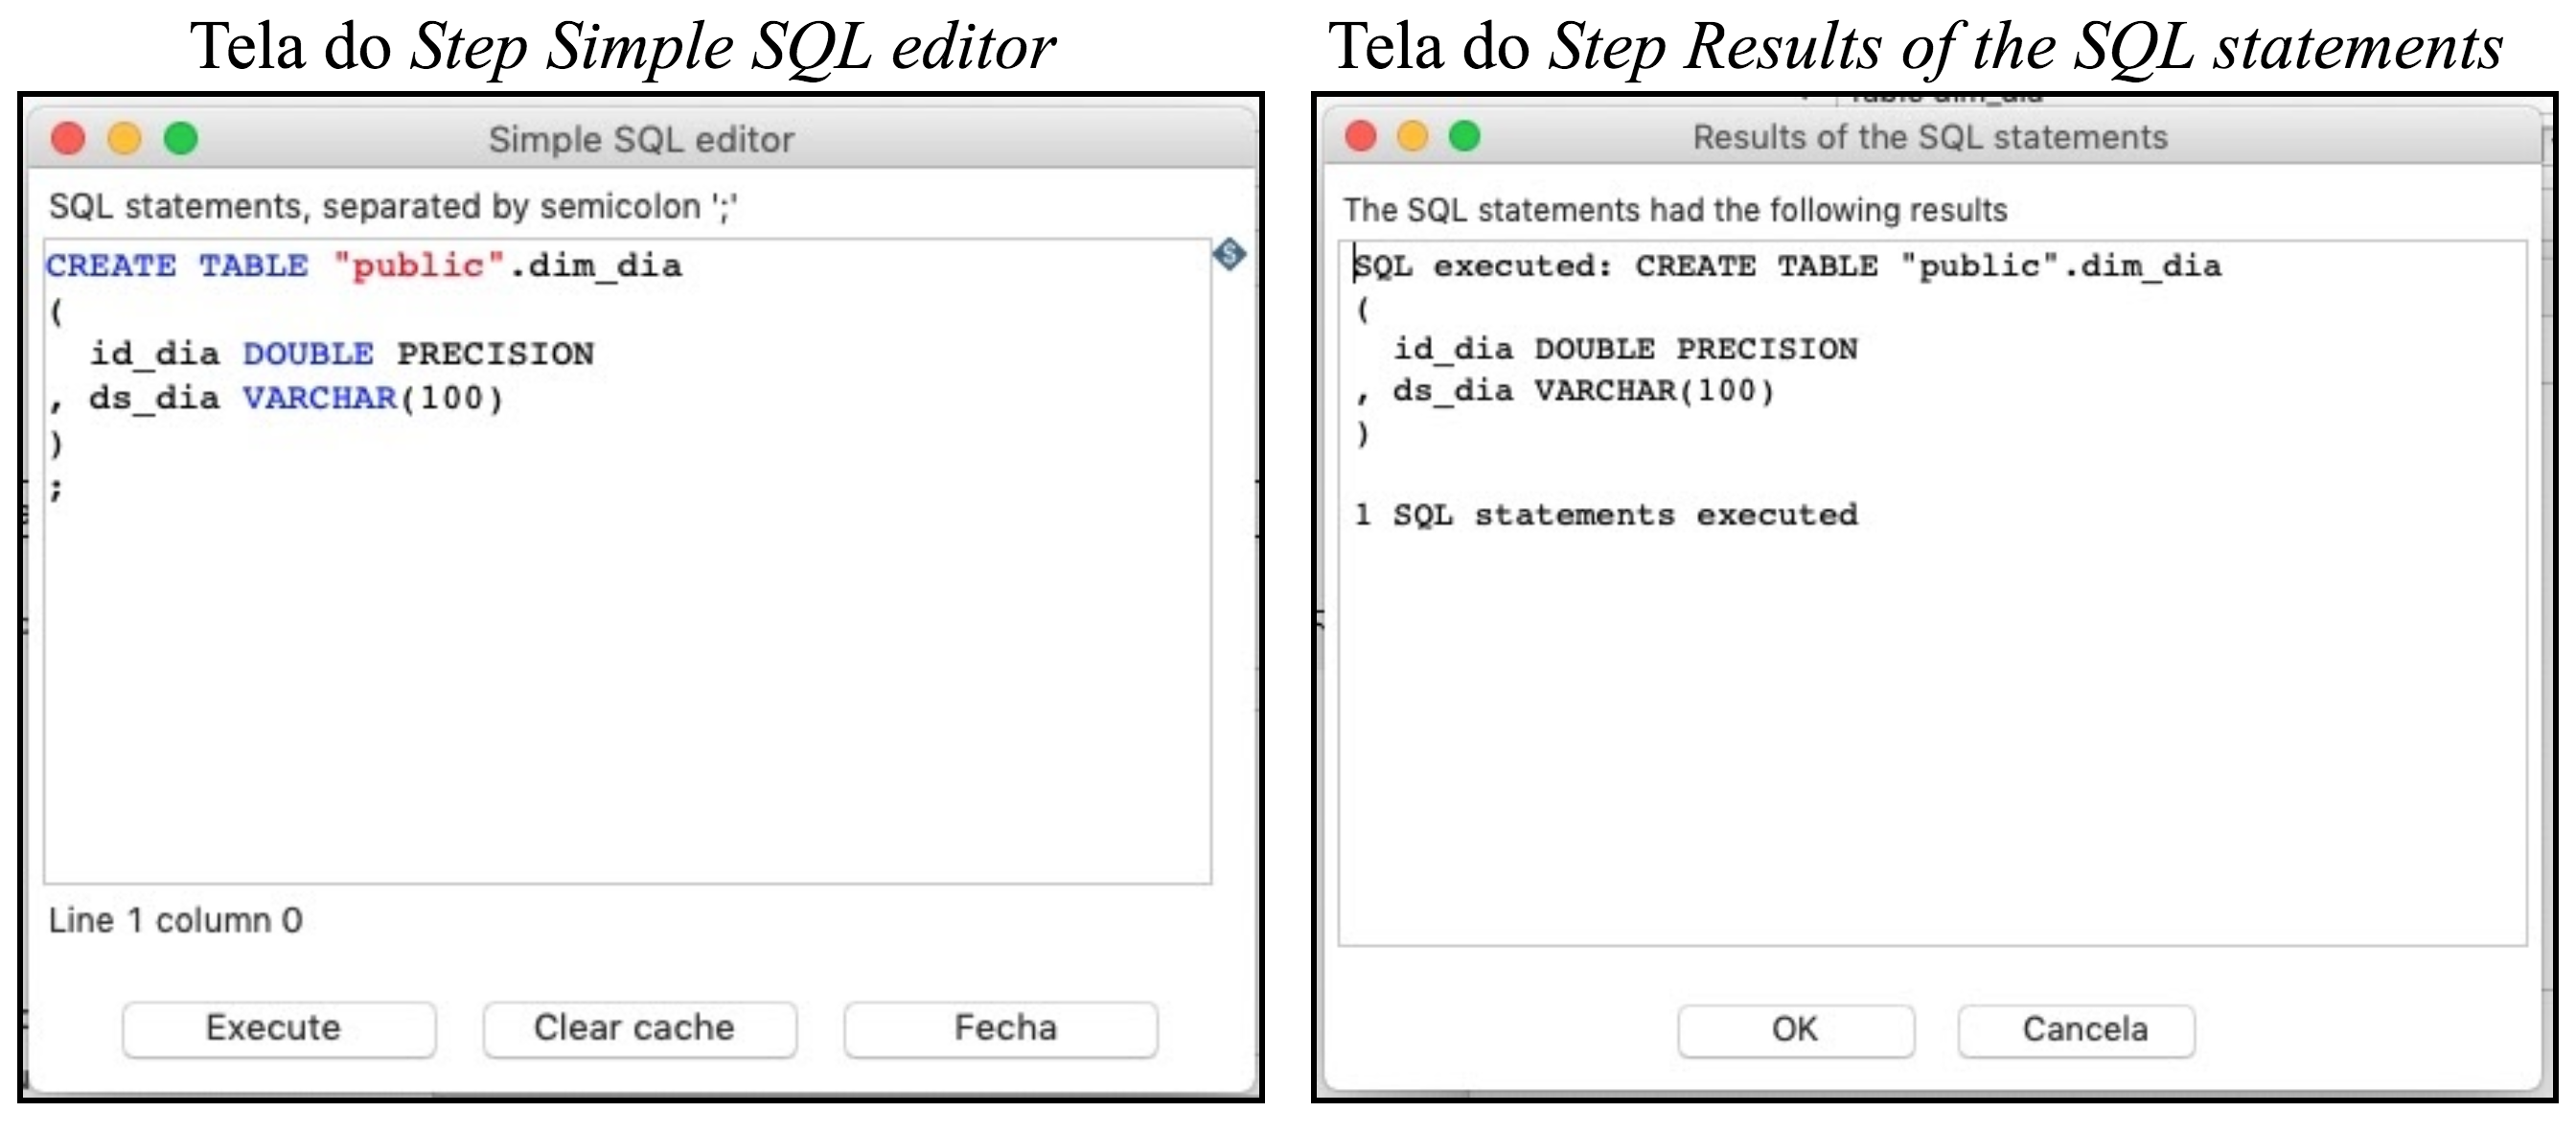 Tela do Step Simple SQL editor
Simple SQL editor
SQL statements, separated by semicolon ';'
CREATE TABLE "public".dim_dia
(
  id_dia DOUBLE PRECISION
, ds_dia VARCHAR(100)
)
;
Line 1 column 0
Execute Clear cache Fecha
Tela do Step Results of the SQL statements
Results of the SQL statements
The SQL statements had the following results
SQL executed: CREATE TABLE "public".dim_dia
(
  id_dia DOUBLE PRECISION
, ds_dia VARCHAR(100)
)
1 SQL statements executed
OK Cancela